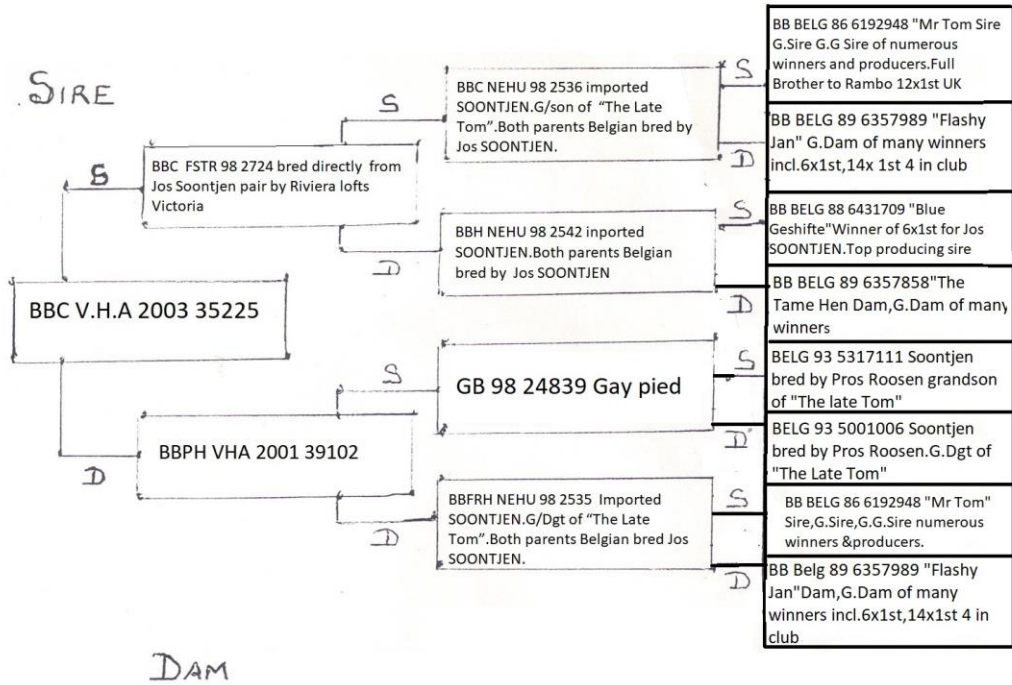 SIRE
BB BELG 86 6192948 "Mr Tom Sire
G.Sire G.G Sire of numerous
winners and producers.Full
Brother to Rambo 12x1st UK
S
BBC NEHU 98 2536 imported
SOONTJEN.G/son of “The Late
Tom”.Both parents Belgian bred by
Jos SOONTJEN.
S
D
BB BELG 89 6357989 "Flashy
Jan" G.Dam of many winners
incl.6x1st,14x 1st 4 in club
BBC FSTR 98 2724 bred directly from
Jos Soontjen pair by Riviera lofts
Victoria
S
BBH NEHU 98 2542 inported
SOONTJEN.Both parents Belgian
bred by Jos SOONTJEN
D
S
BB BELG 88 6431709 "Blue
Geshifte"Winner of 6x1st for Jos
SOONTJEN.Top producing sire
D
BB BELG 89 6357858"The
Tame Hen Dam,G.Dam of many
winners
BBC V.H.A 2003 35225
GB 98 24839 Gay pied
S
S
BELG 93 5317111 Soontjen
bred by Pros Roosen grandson
of "The late Tom"
D
BELG 93 5001006 Soontjen
bred by Pros Roosen.G.Dgt of
"The Late Tom"
BBPH VHA 2001 39102
D
BBFRH NEHU 98 2535 Imported
SOONTJEN.G/Dgt of “The Late
Tom”.Both parents Belgian bred Jos
SOONTJEN.
D
S
BB BELG 86 6192948 "Mr Tom"
Sire,G.Sire,G.G.Sire numerous
winners &producers.
D
BB Belg 89 6357989 "Flashy
Jan"Dam,G.Dam of many
winners incl.6x1st,14x1st 4 in
club
DAM